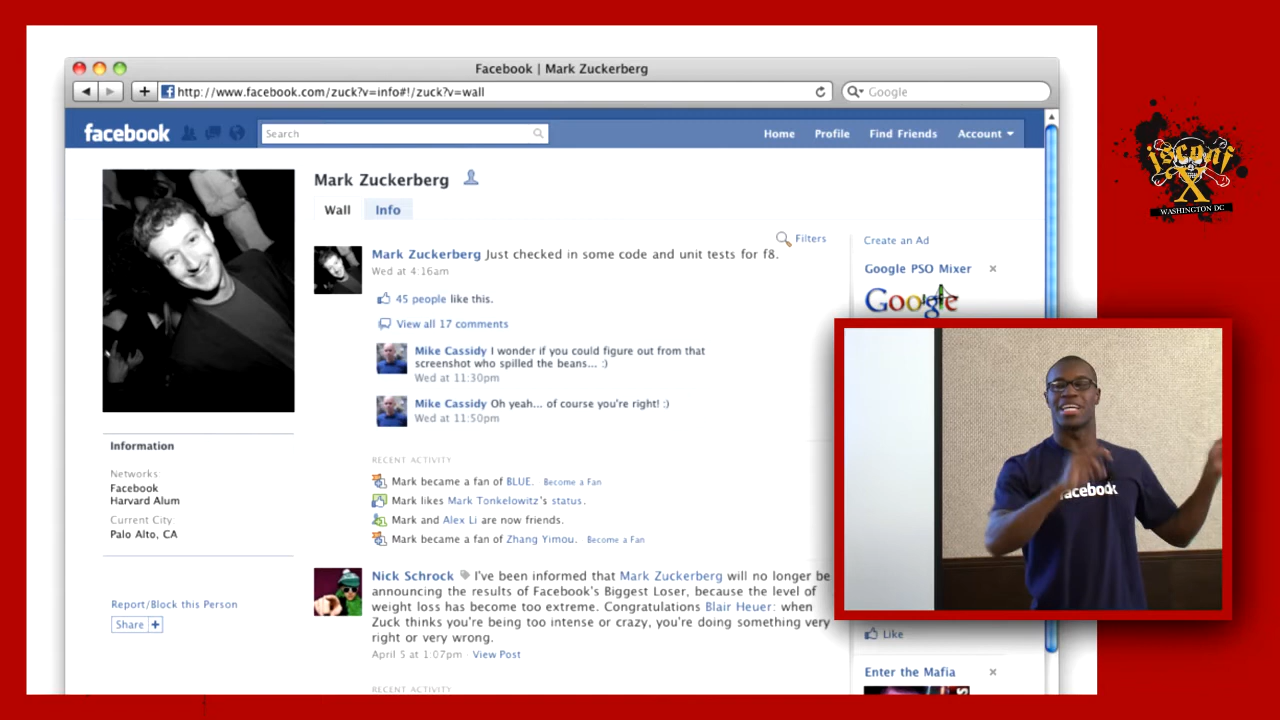 Facebook | Mark Zuckerberg
http://www.facebook.com/zuck?v=info#!/zuck?v=wall
Google
facebook
Search
Home
Profile
Find Friends
Account
Mark Zuckerberg
Wall
Info
Filters
Mark Zuckerberg Just checked in some code and unit tests for f8.
Wed at 4:16am
45 people like this.
View all 17 comments
Mike Cassidy I wonder if you could figure out from that
screenshot who spilled the beans... :)
Wed at 11:30pm
Mike Cassidy Oh yeah... of course you're right! :)
Wed at 11:50pm
RECENT ACTIVITY
Mark became a fan of BLUE. Become a Fan
Mark likes Mark Tonkelowitz's status.
Mark and Alex Li are now friends.
Mark became a fan of Zhang Yimou. Become a Fan
Nick Schrock I've been informed that Mark Zuckerberg will no longer be
announcing the results of Facebook's Biggest Loser, because the level of
weight loss has become too extreme. Congratulations Blair Heuer: when
Zuck thinks you're being too intense or crazy, you're doing something very
right or very wrong.
April 5 at 1:07pm · View Post
RECENT ACTIVITY
Information
Networks
Facebook
Harvard Alum
Current City
Palo Alto, CA
Report/Block this Person
Share +
Create an Ad
Google PSO Mixer
Google
Like
Enter the Mafia
facebook
jsconf
X
WASHINGTON DC